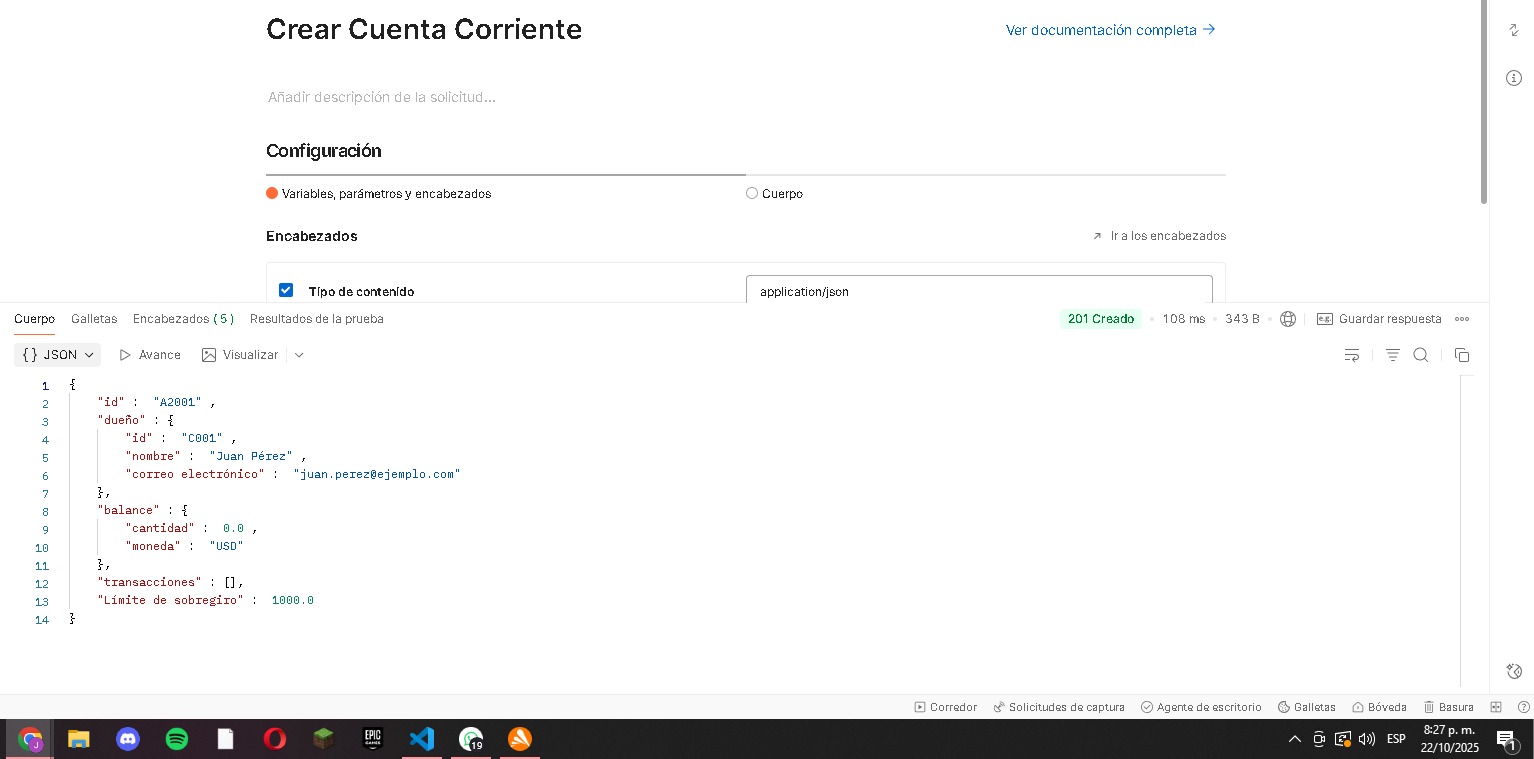 Crear Cuenta Corriente
Ver documentación completa →
Añadir descripción de la solicitud...
Configuración
Variables, parámetros y encabezados
Cuerpo
Encabezados
Ir a los encabezados
Tipo de contenido
application/json
Cuerpo Galletas Encabezados (5) Resultados de la prueba
201 Creado • 108 ms • 343 B • Guardar respuesta
{} JSON Avance Visualizar
1 {
2 "id" : "A2001" ,
3 "dueño" : {
4 "id" : "C001" ,
5 "nombre" : "Juan Pérez" ,
6 "correo electrónico" : "juan.perez@ejemplo.com"
7 },
8 "balance" : {
9 "cantidad" : 0.0 ,
10 "moneda" : "USD"
11 },
12 "transacciones" : [],
13 "Límite de sobregiro" : 1000.0
14 }
Corredor Solicitudes de captura Agente de escritorio Galletas Bóveda Basura
J
EPIC GAMES
19
ESP
8:27 p. m.
22/10/2025
1